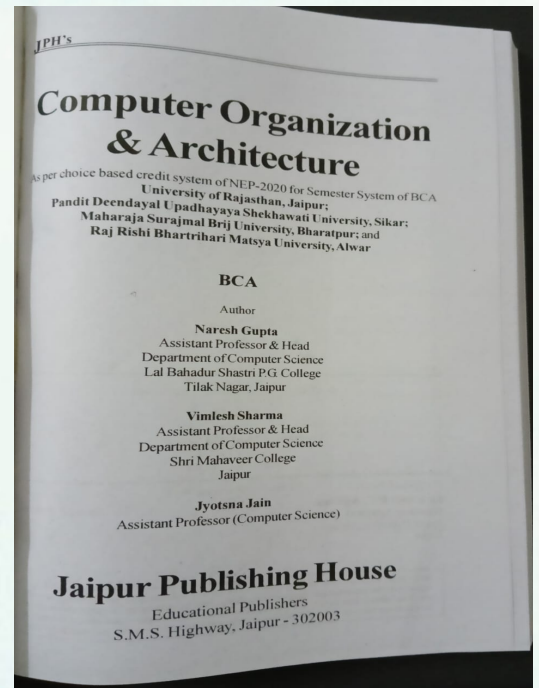 JPH's
Computer Organization
& Architecture
As per choice based credit system of NEP-2020 for Semester System of BCA
University of Rajasthan, Jaipur;
Pandit Deendayal Upadhayaya Shekhawati University, Sikar;
Maharaja Surajmal Brij University, Bharatpur; and
Raj Rishi Bhartrihari Matsya University, Alwar
BCA
Author
Naresh Gupta
Assistant Professor & Head
Department of Computer Science
Lal Bahadur Shastri P.G. College
Tilak Nagar, Jaipur
Vimlesh Sharma
Assistant Professor & Head
Department of Computer Science
Shri Mahaveer College
Jaipur
Jyotsna Jain
Assistant Professor (Computer Science)
Jaipur Publishing House
Educational Publishers
S.M.S. Highway, Jaipur - 302003